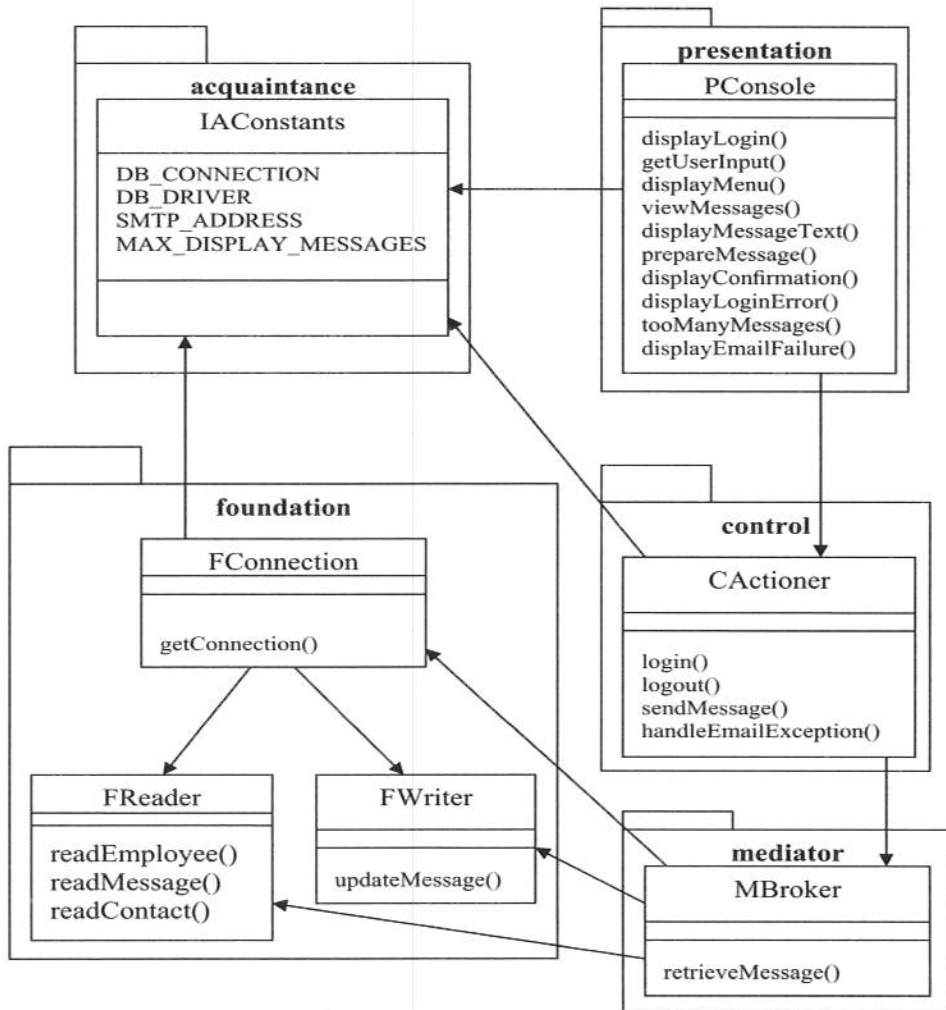 acquaintance
IAConstants
DB_CONNECTION
DB_DRIVER
SMTP_ADDRESS
MAX_DISPLAY_MESSAGES
presentation
PConsole
displayLogin()
getUserInput()
displayMenu()
viewMessages()
displayMessageText()
prepareMessage()
displayConfirmation()
displayLoginError()
tooManyMessages()
displayEmailFailure()
foundation
FConnection
getConnection()
FReader
readEmployee()
readMessage()
readContact()
FWriter
updateMessage()
control
CActioner
login()
logout()
sendMessage()
handleEmailException()
mediator
MBroker
retrieveMessage()